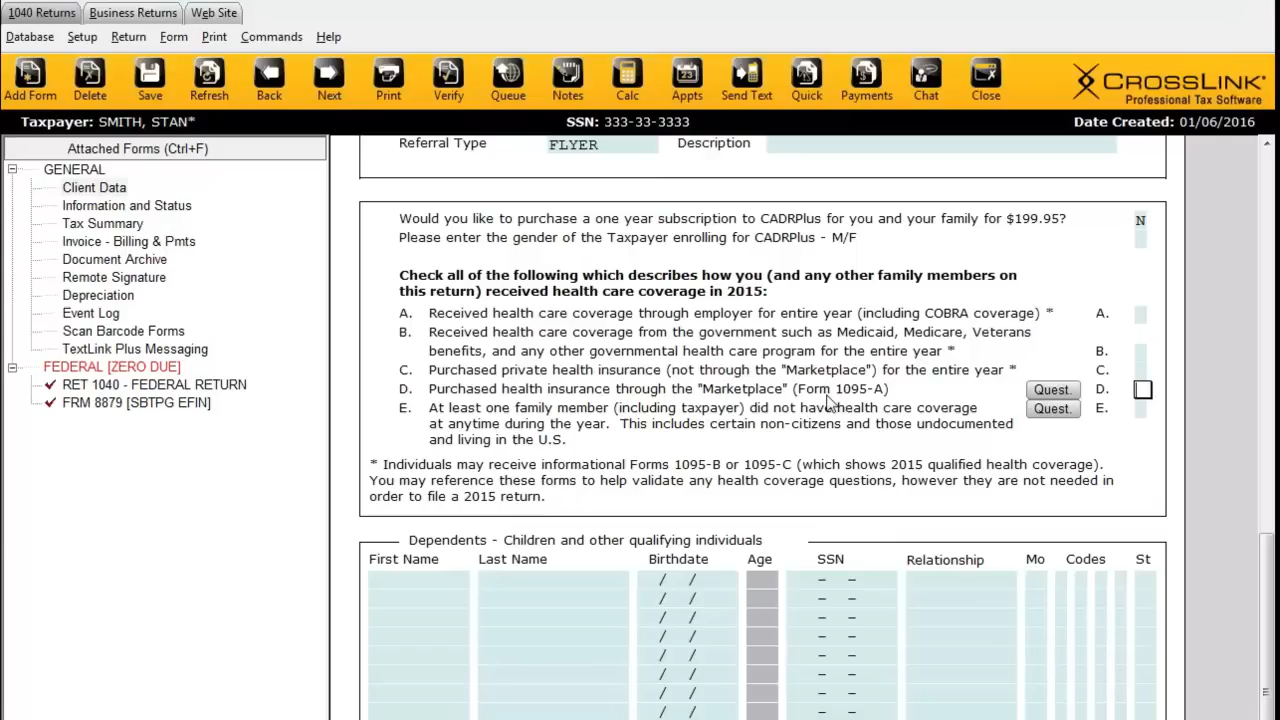 1040 Returns Business Returns Web Site
Database Setup Return Form Print Commands Help
Add Form Delete Save Refresh Back Next Print Verify Queue Notes Calc Appts Send Text Quick Payments Chat Close
CROSSLINK
Professional Tax Software
Taxpayer: SMITH, STAN* SSN: 333-33-3333 Date Created: 01/06/2016
Attached Forms (Ctrl+F)
GENERAL
Client Data
Information and Status
Tax Summary
Invoice - Billing & Pmts
Document Archive
Remote Signature
Depreciation
Event Log
Scan Barcode Forms
TextLink Plus Messaging
FEDERAL [ZERO DUE]
RET 1040 - FEDERAL RETURN
FRM 8879 [SBTPG EFIN]
Referral Type FLYER Description
Would you like to purchase a one year subscription to CADRPlus for you and your family for $199.95? N
Please enter the gender of the Taxpayer enrolling for CADRPlus - M/F
Check all of the following which describes how you (and any other family members on
this return) received health care coverage in 2015:
A. Received health care coverage through employer for entire year (including COBRA coverage) * A.
B. Received health care coverage from the government such as Medicaid, Medicare, Veterans
benefits, and any other governmental health care program for the entire year * B.
C. Purchased private health insurance (not through the "Marketplace") for the entire year * C.
D. Purchased health insurance through the "Marketplace" (Form 1095-A) Quest. D.
E. At least one family member (including taxpayer) did not have health care coverage Quest. E.
at anytime during the year. This includes certain non-citizens and those undocumented
and living in the U.S.
* Individuals may receive informational Forms 1095-B or 1095-C (which shows 2015 qualified health coverage).
You may reference these forms to help validate any health coverage questions, however they are not needed in
order to file a 2015 return.
Dependents - Children and other qualifying individuals
First Name Last Name Birthdate Age SSN Relationship Mo Codes St
/ / – –
/ / – –
/ / – –
/ / – –
/ / – –
/ / – –
/ / – –
/ / – –